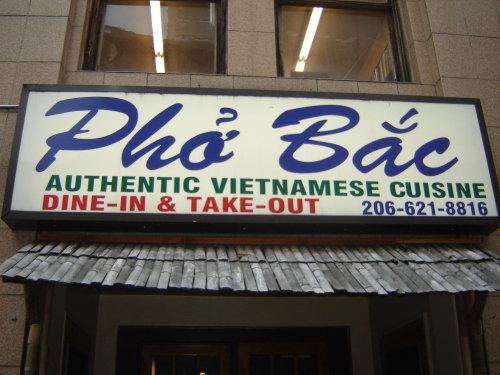 Phở Bắc
AUTHENTIC VIETNAMESE CUISINE
DINE-IN & TAKE-OUT 206-621-8816